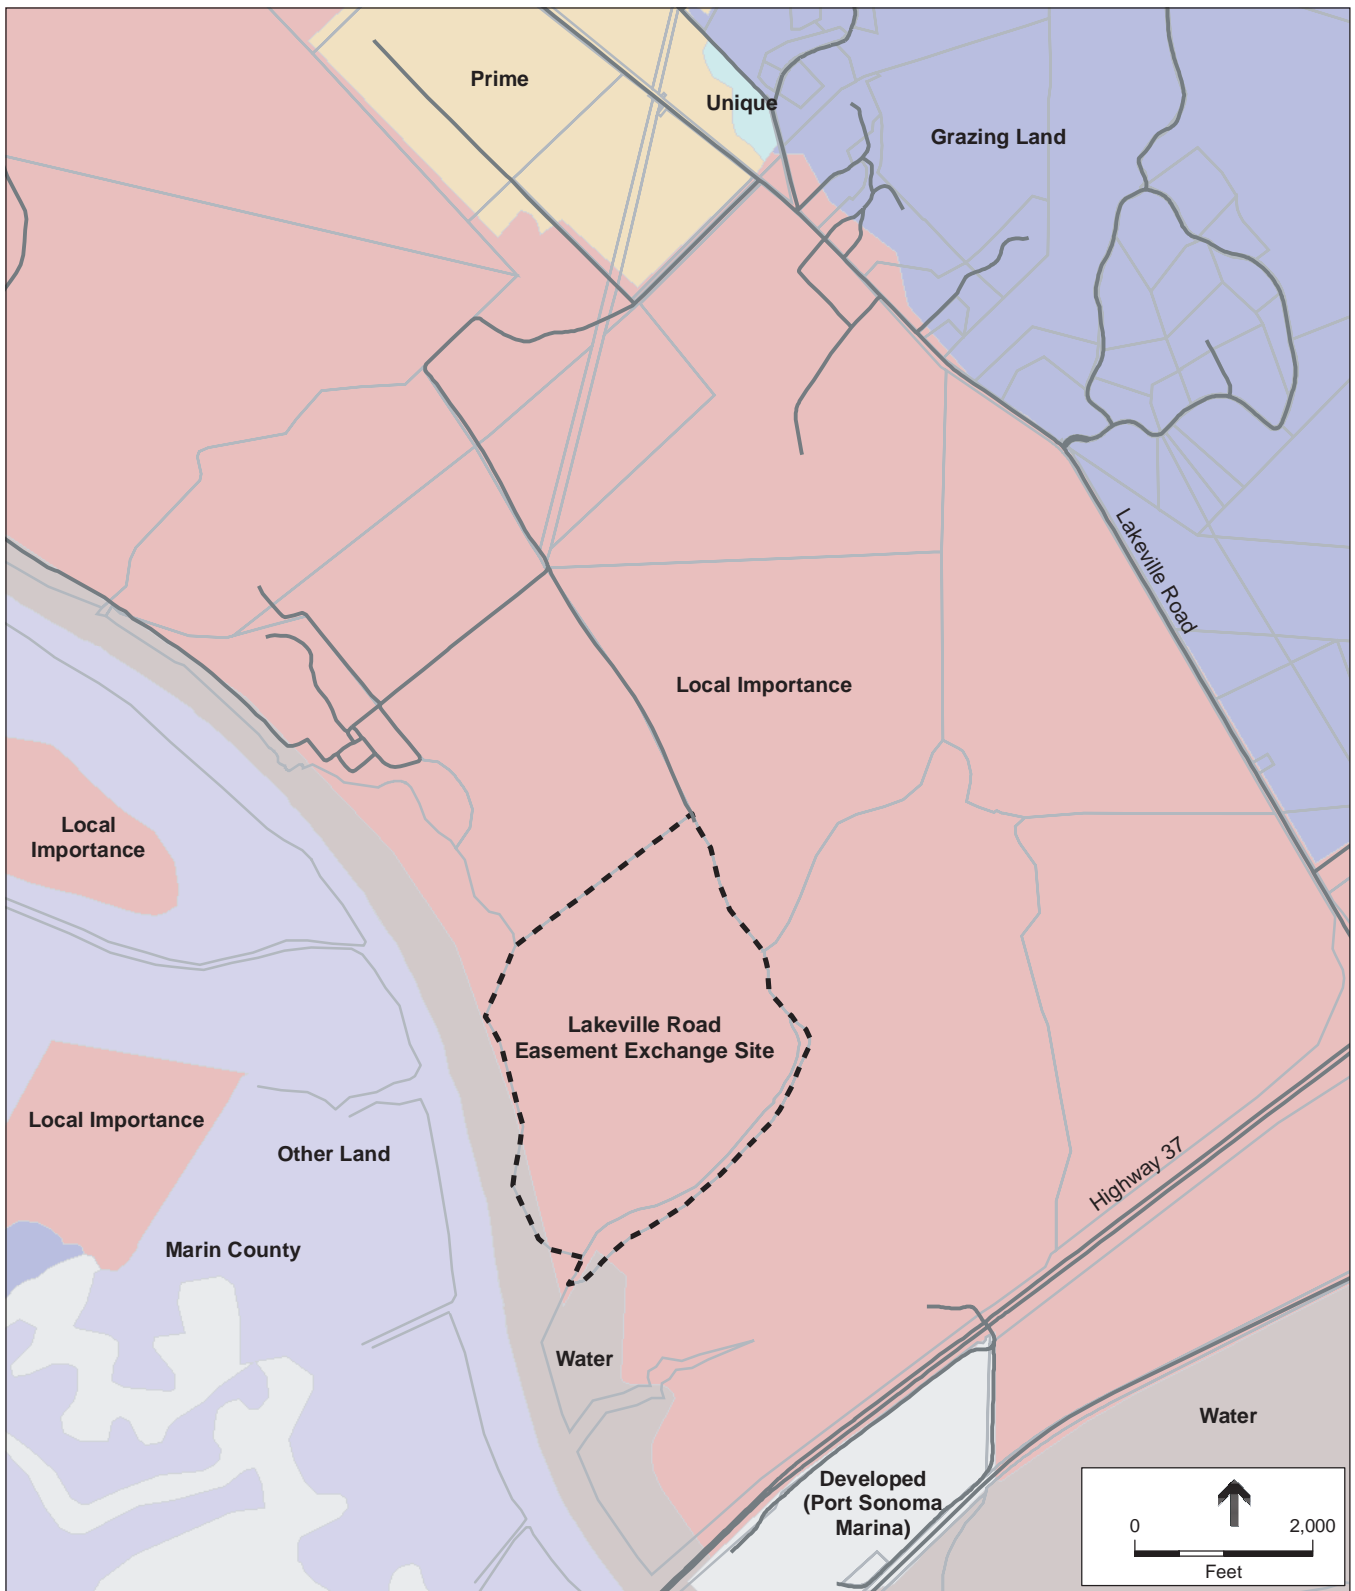 Prime
Unique
Grazing Land
Lakeville Road
Local Importance
Local
Importance
Lakeville Road
Easement Exchange Site
Local Importance
Other Land
Highway 37
Marin County
Water
Water
Developed
(Port Sonoma
Marina)
0 2,000
Feet